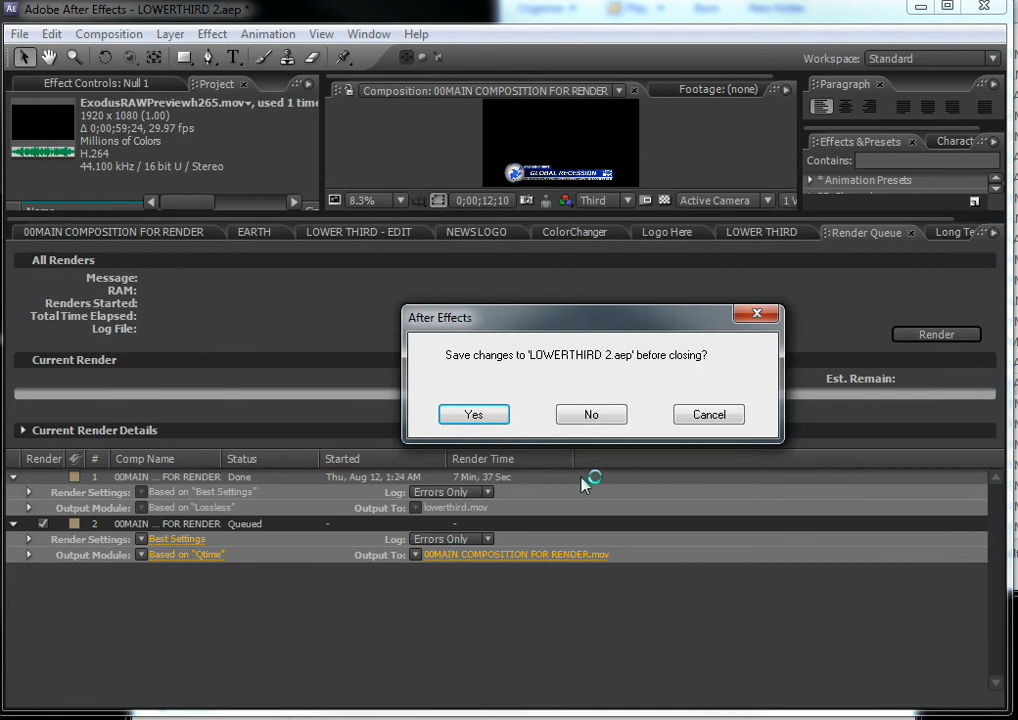 Adobe After Effects - LOWERTHIRD 2.aep *
File Edit Composition Layer Effect Animation View Window Help
Workspace: Standard
Effect Controls: Null 1 Project
Composition: 00MAIN COMPOSITION FOR RENDER
Footage: (none)
Paragraph
ExodusRAWPreviewh265.mov, used 1 time
1920 x 1080 (1.00)
Δ 0;00;59;24, 29.97 fps
Millions of Colors
H.264
44.100 kHz / 16 bit U / Stereo
GLOBAL RECESSION
Effects & Presets Charact
Contains:
* Animation Presets
8.3% 0;00;12;10 Third Active Camera 1 V
00MAIN COMPOSITION FOR RENDER EARTH LOWER THIRD - EDIT NEWS LOGO ColorChanger Logo Here LOWER THIRD Render Queue Long Te
All Renders
Message:
RAM:
Renders Started:
Total Time Elapsed:
Log File:
Render
Current Render
Est. Remain:
Current Render Details
After Effects
Save changes to 'LOWERTHIRD 2.aep' before closing?
Yes No Cancel
Render # Comp Name Status Started Render Time
1 00MAIN ... FOR RENDER Done Thu, Aug 12, 1:24 AM 7 Min, 37 Sec
Render Settings: Based on "Best Settings" Log: Errors Only
Output Module: Based on "Lossless" Output To: lowerthird.mov
2 00MAIN ... FOR RENDER Queued - -
Render Settings: Best Settings Log: Errors Only
Output Module: Based on "Qtime" Output To: 00MAIN COMPOSITION FOR RENDER.mov